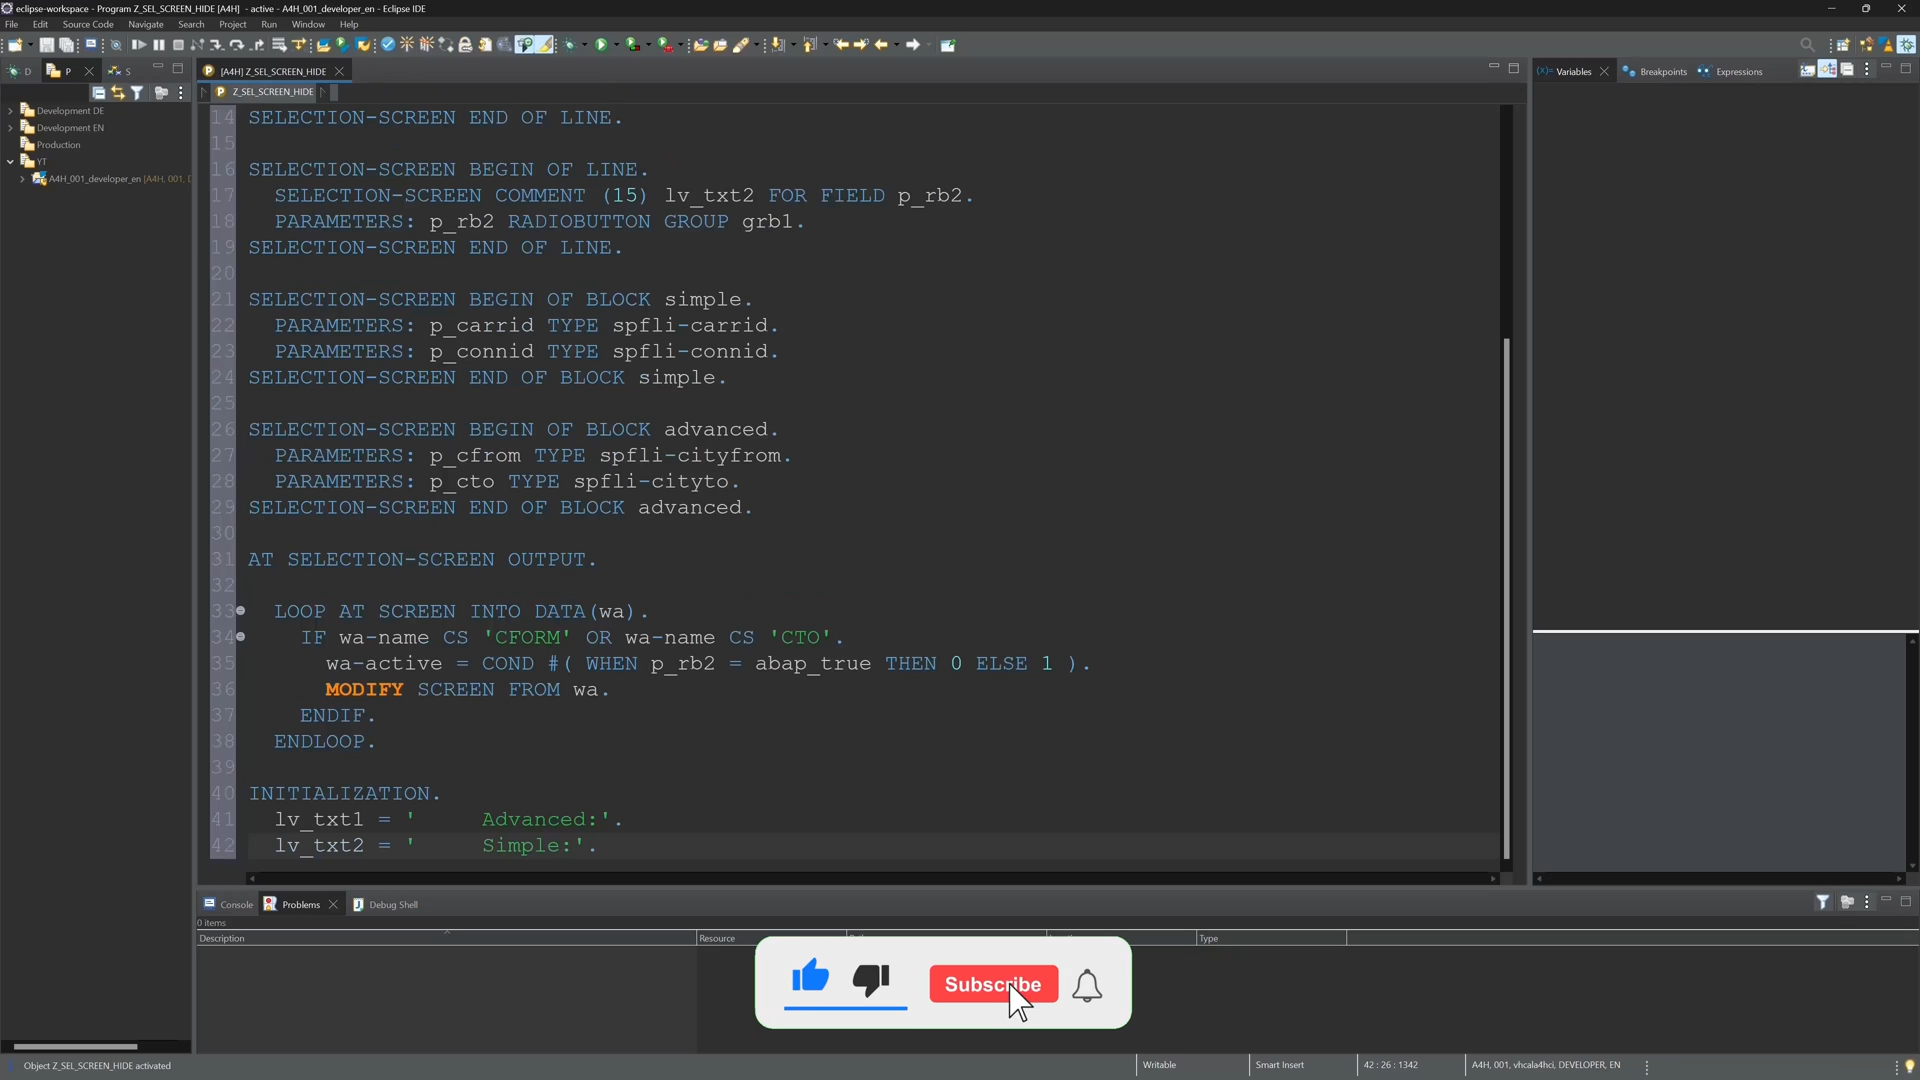 eclipse-workspace - Program Z_SEL_SCREEN_HIDE [A4H] - active - A4H_001_developer_en - Eclipse IDE
File Edit Source Code Navigate Search Project Run Window Help
D P S
[A4H] Z_SEL_SCREEN_HIDE
Variables Breakpoints Expressions
Z_SEL_SCREEN_HIDE
Development DE
Development EN
Production
YT
A4H_001_developer_en [A4H, 001,
14 SELECTION-SCREEN END OF LINE.
15
16 SELECTION-SCREEN BEGIN OF LINE.
17 SELECTION-SCREEN COMMENT (15) lv_txt2 FOR FIELD p_rb2.
18 PARAMETERS: p_rb2 RADIOBUTTON GROUP grb1.
19 SELECTION-SCREEN END OF LINE.
20
21 SELECTION-SCREEN BEGIN OF BLOCK simple.
22 PARAMETERS: p_carrid TYPE spfli-carrid.
23 PARAMETERS: p_connid TYPE spfli-connid.
24 SELECTION-SCREEN END OF BLOCK simple.
25
26 SELECTION-SCREEN BEGIN OF BLOCK advanced.
27 PARAMETERS: p_cfrom TYPE spfli-cityfrom.
28 PARAMETERS: p_cto TYPE spfli-cityto.
29 SELECTION-SCREEN END OF BLOCK advanced.
30
31 AT SELECTION-SCREEN OUTPUT.
32
33 LOOP AT SCREEN INTO DATA(wa).
34 IF wa-name CS 'CFORM' OR wa-name CS 'CTO'.
35 wa-active = COND #( WHEN p_rb2 = abap_true THEN 0 ELSE 1 ).
36 MODIFY SCREEN FROM wa.
37 ENDIF.
38 ENDLOOP.
39
40 INITIALIZATION.
41 lv_txt1 = '      Advanced:'.
42 lv_txt2 = '      Simple:'.
Console Problems Debug Shell
0 items
Description Resource Type
Subscribe
Object Z_SEL_SCREEN_HIDE activated
Writable Smart Insert 42 : 26 : 1342 A4H, 001, vhcala4hci, DEVELOPER, EN